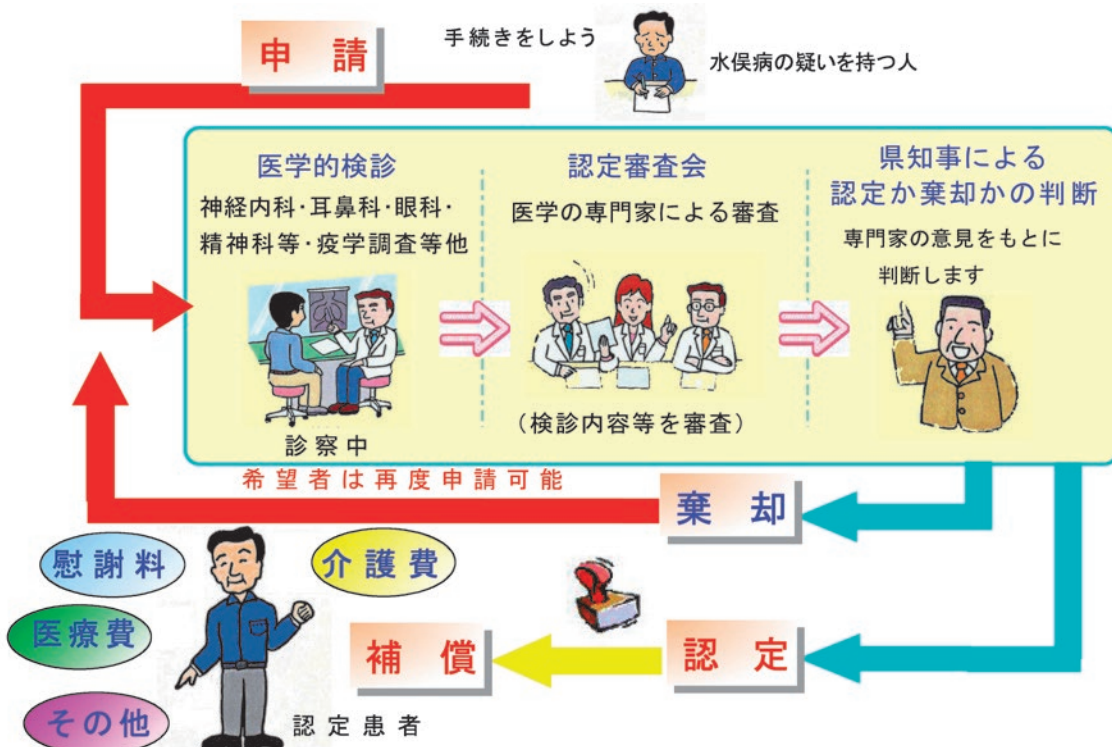 申請
手続きをしよう
水俣病の疑いを持つ人
医学的検診
神経内科・耳鼻科・眼科・
精神科等・疫学調査等他
診察中
認定審査会
医学の専門家による審査
（検診内容等を審査）
県知事による
認定か棄却かの判断
専門家の意見をもとに
判断します
希望者は再度申請可能
棄却
認定
補償
慰謝料
介護費
医療費
その他
認定患者